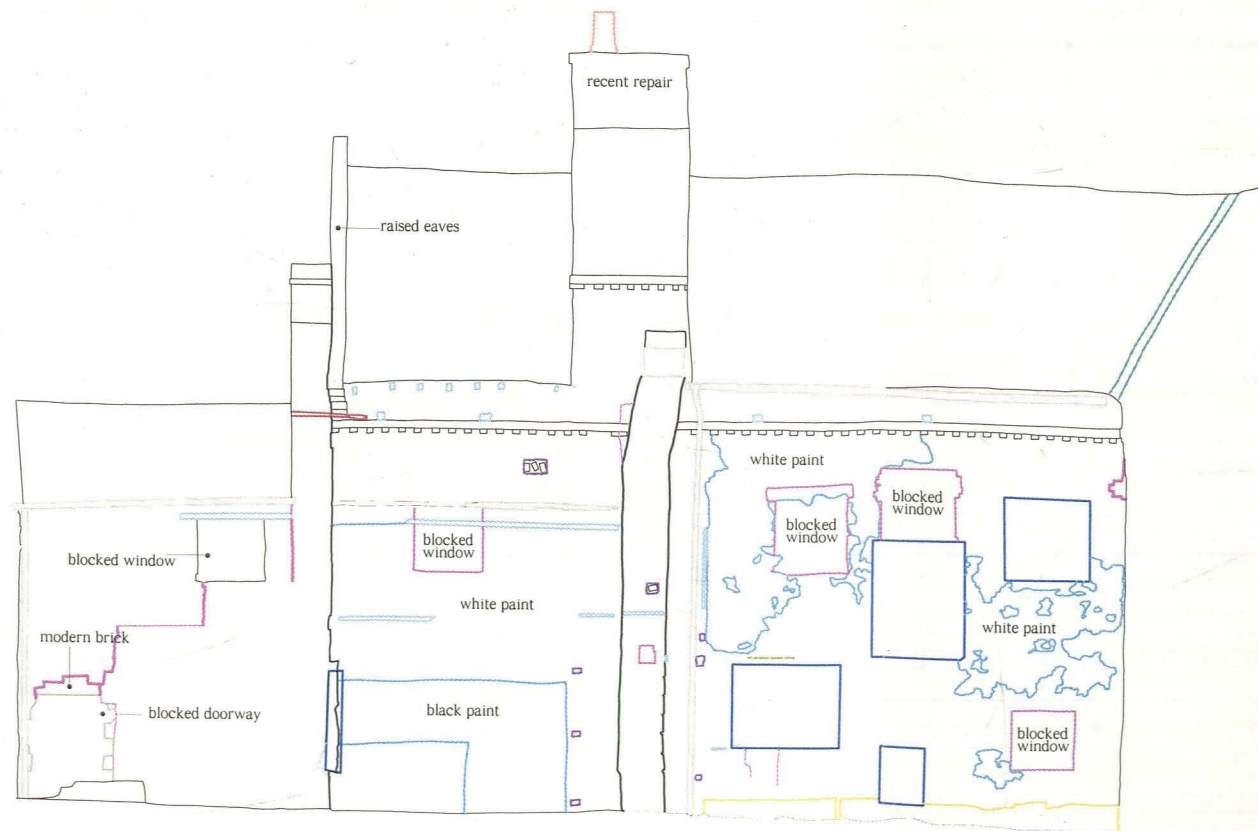 recent repair
raised eaves
white paint
blocked
window
blocked
window
blocked
window
blocked window
white paint
modern brick
white paint
black paint
blocked doorway
blocked
window